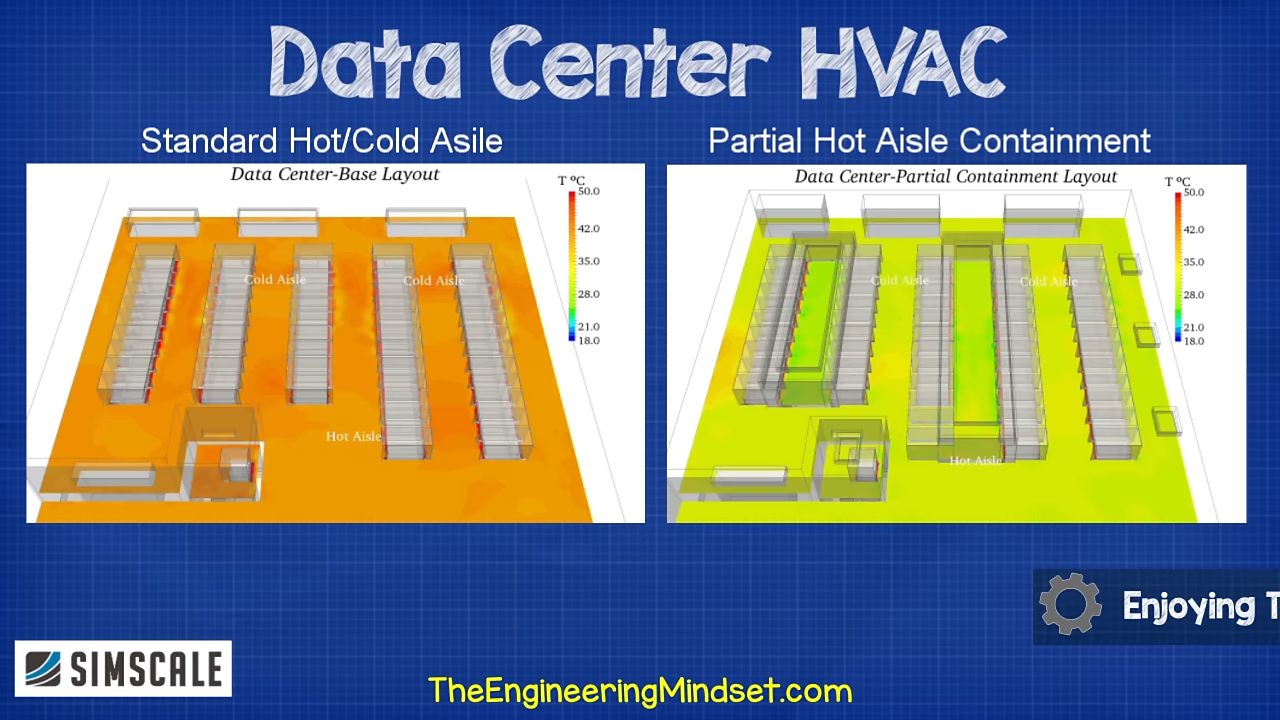 Data Center HVAC
Standard Hot/Cold Asile
Partial Hot Aisle Containment
Data Center-Base Layout
T ºC
50.0
42.0
35.0
28.0
21.0
18.0
Cold Aisle
Cold Aisle
Hot Aisle
Data Center-Partial Containment Layout
T ºC
50.0
42.0
35.0
28.0
21.0
18.0
Cold Aisle
Cold Aisle
Hot Aisle
Enjoying T
SIMSCALE
TheEngineeringMindset.com